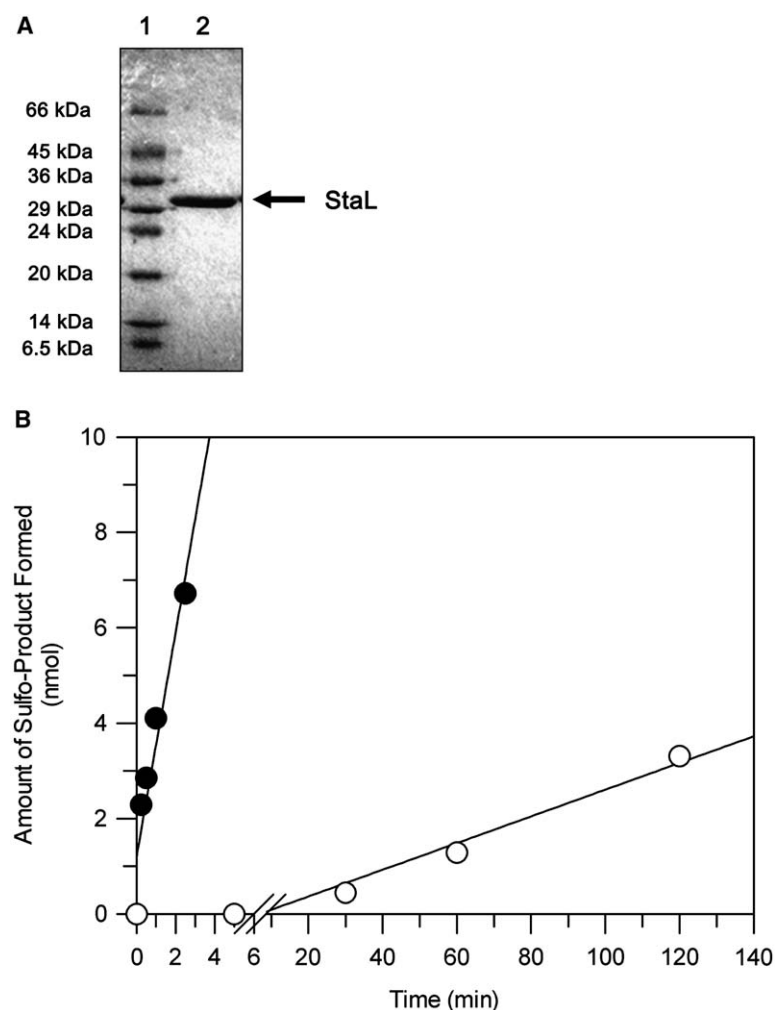 A
1 2
66 kDa
45 kDa
36 kDa
29 kDa
24 kDa
20 kDa
14 kDa
6.5 kDa
StaL
B
Amount of Sulfo-Product Formed
(nmol)
10
8
6
4
2
0
0 2 4 6 20 40 60 80 100 120 140
Time (min)